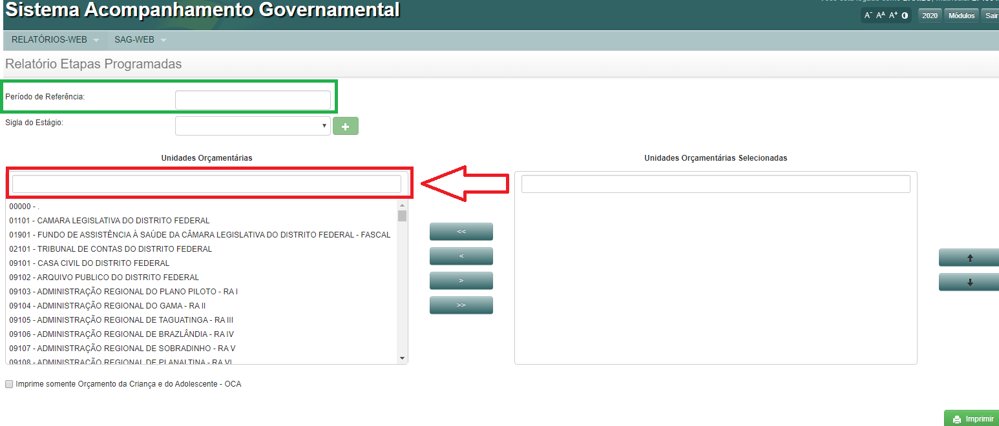 Sistema Acompanhamento Governamental
A⁻ Aᴬ A⁺
2020 Módulos Sair
RELATÓRIOS-WEB SAG-WEB
Relatório Etapas Programadas
Período de Referência:
Sigla do Estágio:
+
Unidades Orçamentárias
Unidades Orçamentárias Selecionadas
00000 - .
01101 - CAMARA LEGISLATIVA DO DISTRITO FEDERAL
01901 - FUNDO DE ASSISTÊNCIA À SAÚDE DA CÂMARA LEGISLATIVA DO DISTRITO FEDERAL - FASCAL
02101 - TRIBUNAL DE CONTAS DO DISTRITO FEDERAL
09101 - CASA CIVIL DO DISTRITO FEDERAL
09102 - ARQUIVO PUBLICO DO DISTRITO FEDERAL
09103 - ADMINISTRAÇÃO REGIONAL DO PLANO PILOTO - RA I
09104 - ADMINISTRAÇÃO REGIONAL DO GAMA - RA II
09105 - ADMINISTRAÇÃO REGIONAL DE TAGUATINGA - RA III
09106 - ADMINISTRAÇÃO REGIONAL DE BRAZLÂNDIA - RA IV
09107 - ADMINISTRAÇÃO REGIONAL DE SOBRADINHO - RA V
09108 - ADMINISTRAÇÃO REGIONAL DE PLANALTINA - RA VI
<<
<
>
>>
Imprime somente Orçamento da Criança e do Adolescente - OCA
Imprimir